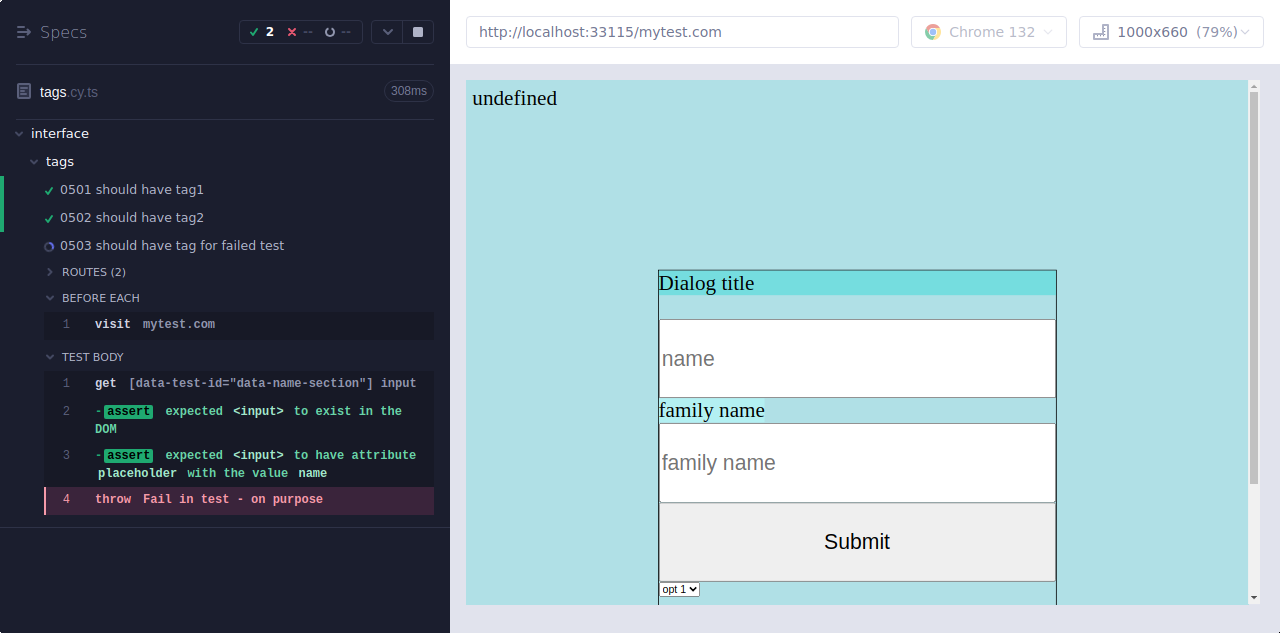 Specs
2 -- --
tags.cy.ts 308ms
interface
tags
0501 should have tag1
0502 should have tag2
0503 should have tag for failed test
ROUTES (2)
BEFORE EACH
1 visit mytest.com
TEST BODY
1 get [data-test-id="data-name-section"] input
2 -assert expected <input> to exist in the
DOM
3 -assert expected <input> to have attribute
placeholder with the value name
4 throw Fail in test - on purpose
http://localhost:33115/mytest.com
Chrome 132
1000x660 (79%)
undefined
Dialog title
name
family name
family name
Submit
opt 1